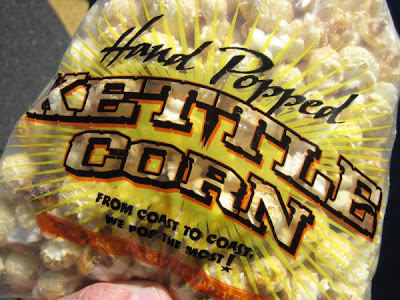 Hand Popped
KETTLE
CORN
FROM COAST TO COAST,
WE POP THE MOST!